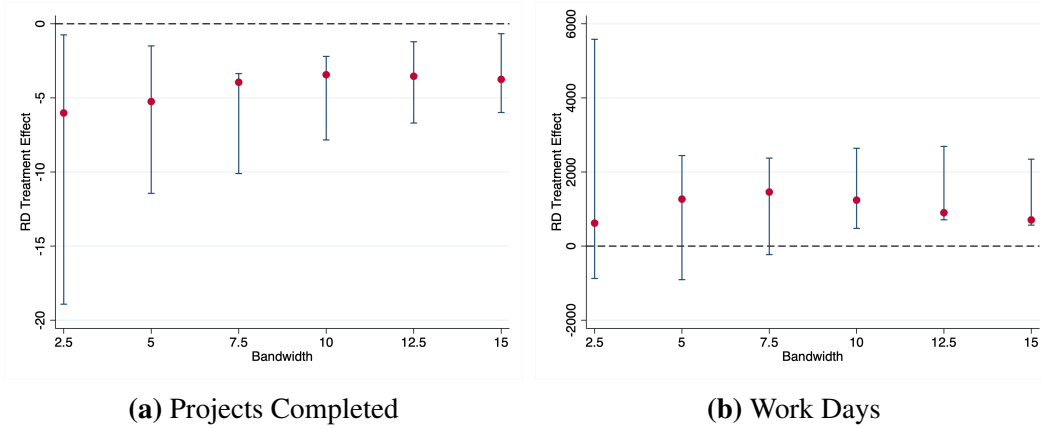 RD Treatment Effect
0
-5
-10
-15
-20
2.5 5 7.5 10 12.5 15
Bandwidth
(a) Projects Completed
RD Treatment Effect
6000
4000
2000
0
-2000
2.5 5 7.5 10 12.5 15
Bandwidth
(b) Work Days